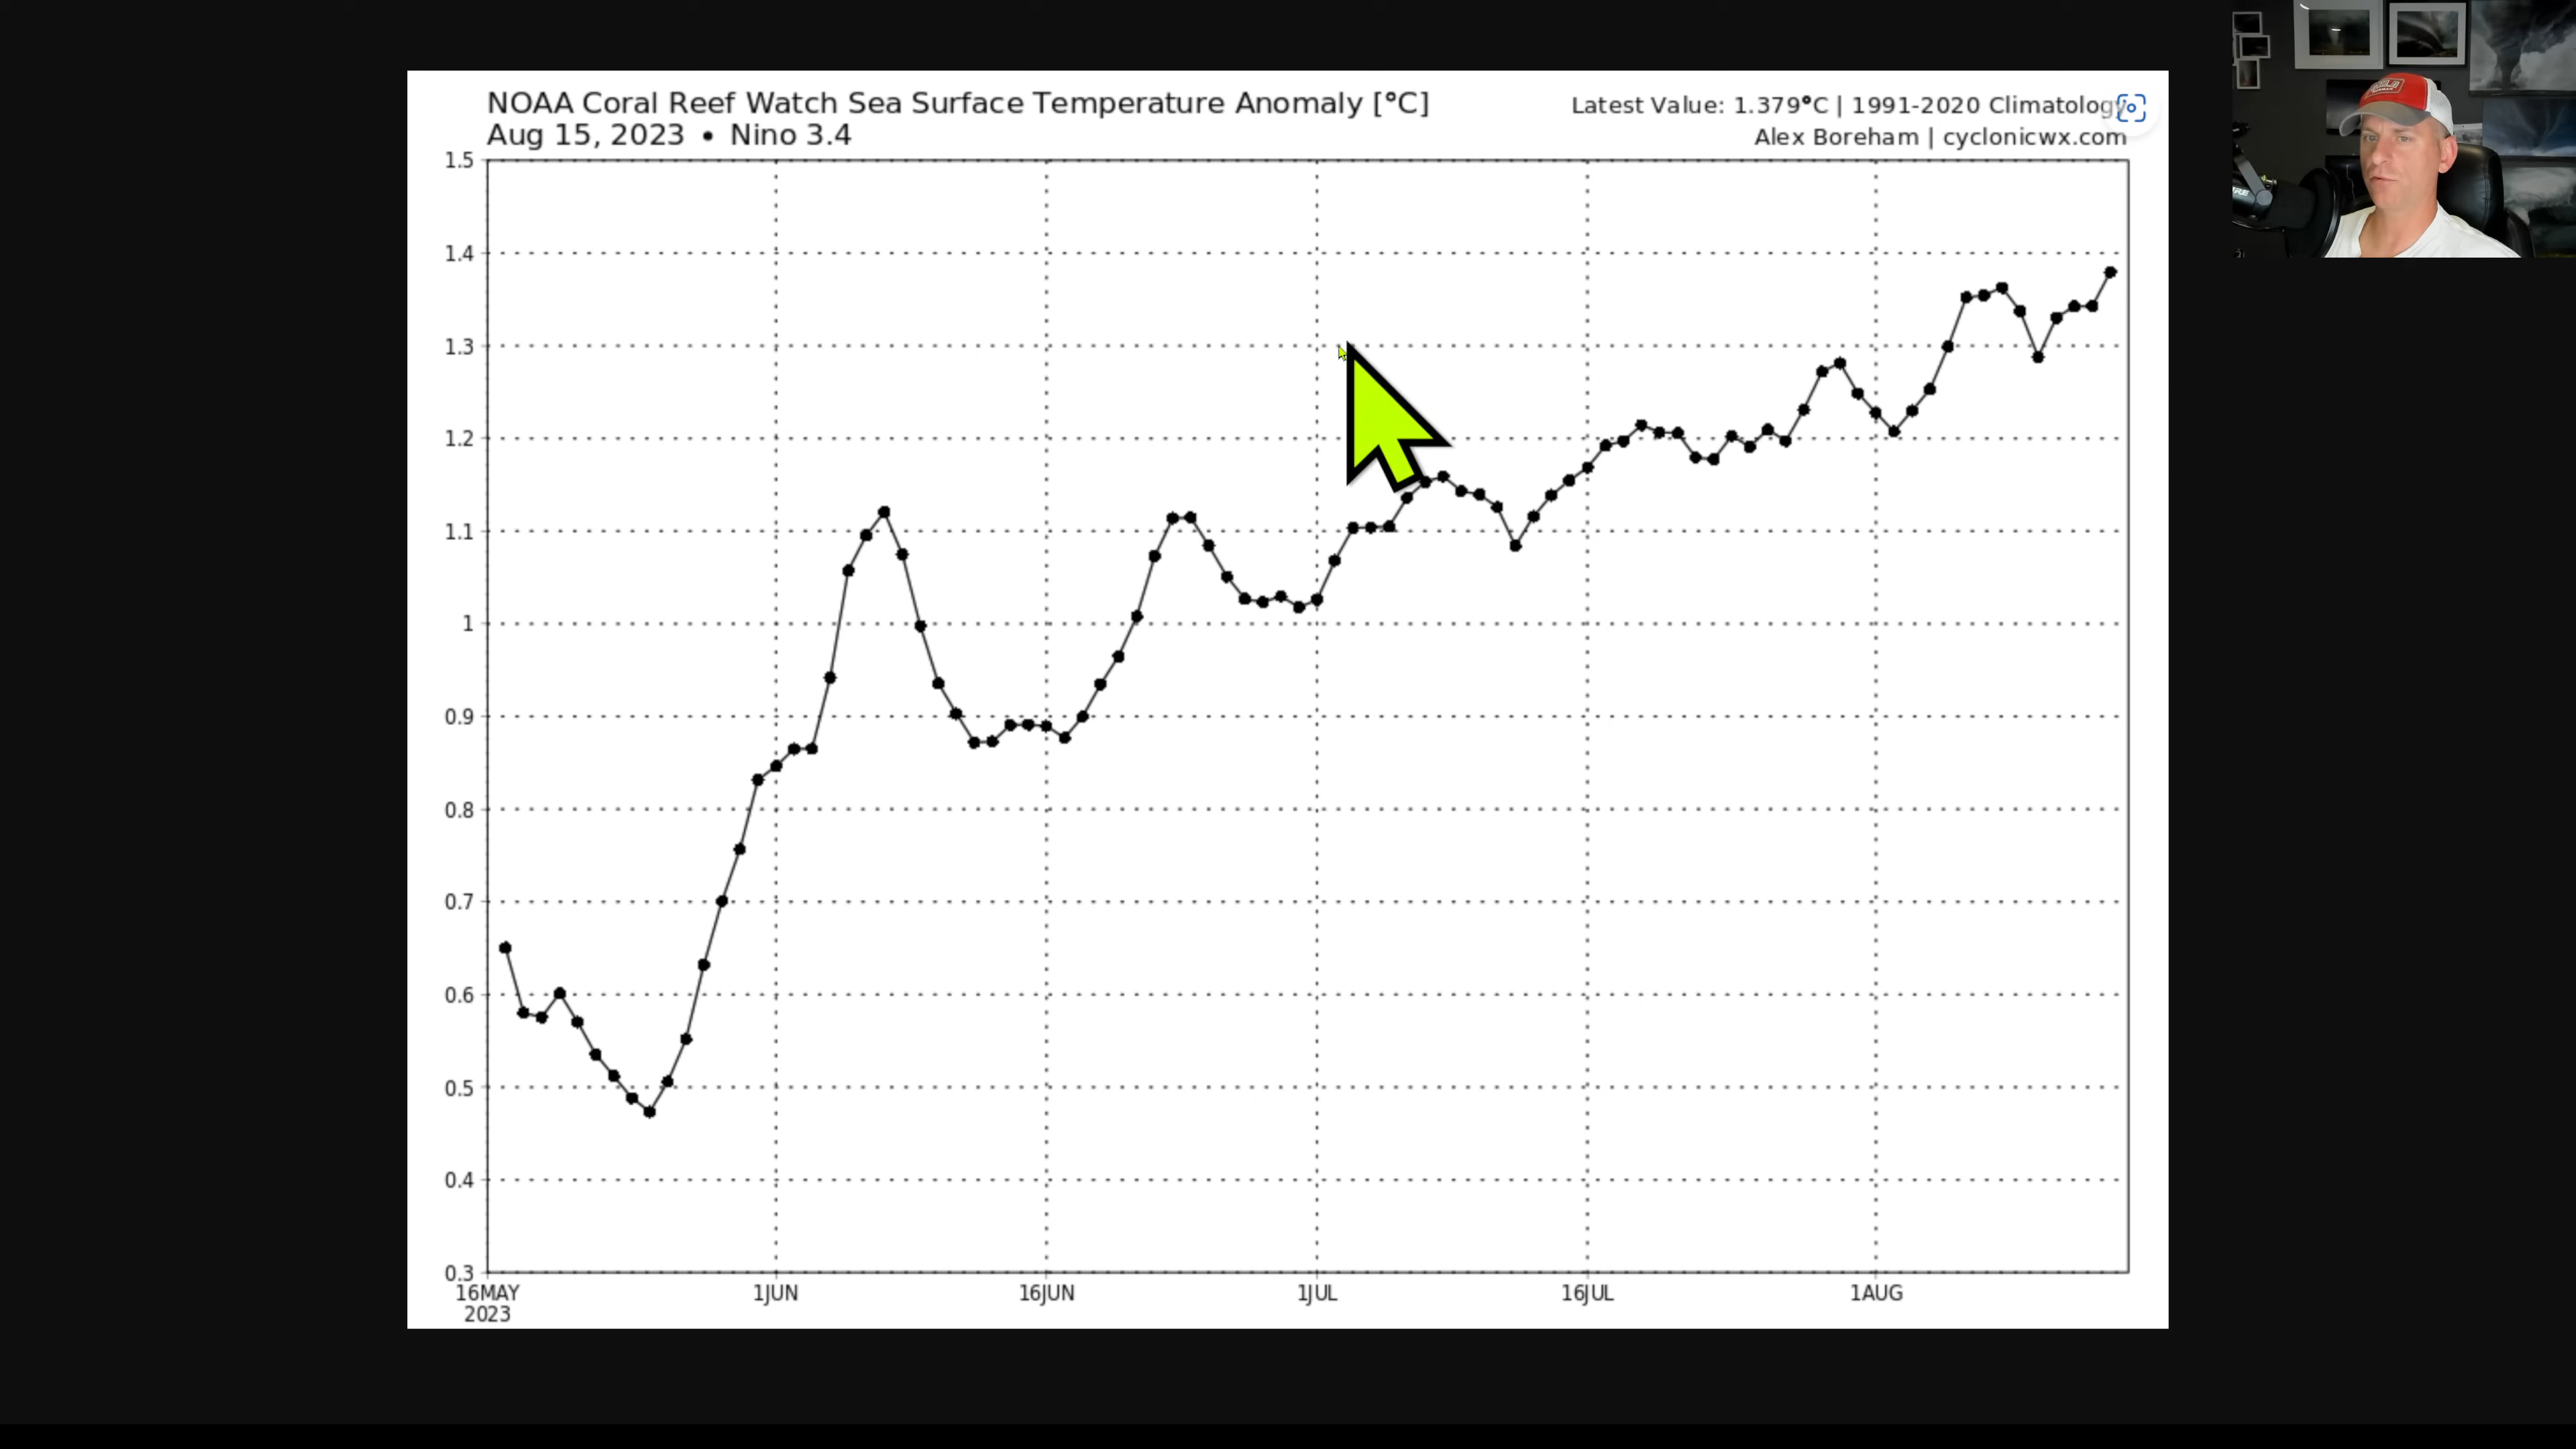 NOAA Coral Reef Watch Sea Surface Temperature Anomaly [°C]
Latest Value: 1.379°C | 1991-2020 Climatology
Aug 15, 2023 • Nino 3.4
Alex Boreham | cyclonicwx.com
1.5
1.4
1.3
1.2
1.1
1
0.9
0.8
0.7
0.6
0.5
0.4
0.3
16MAY 1JUN 16JUN 1JUL 16JUL 1AUG
2023